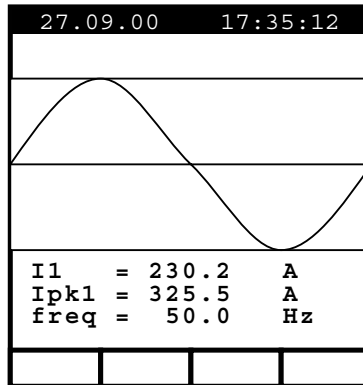 27.09.00 17:35:12
I1 = 230.2 A
Ipk1 = 325.5 A
freq = 50.0 Hz